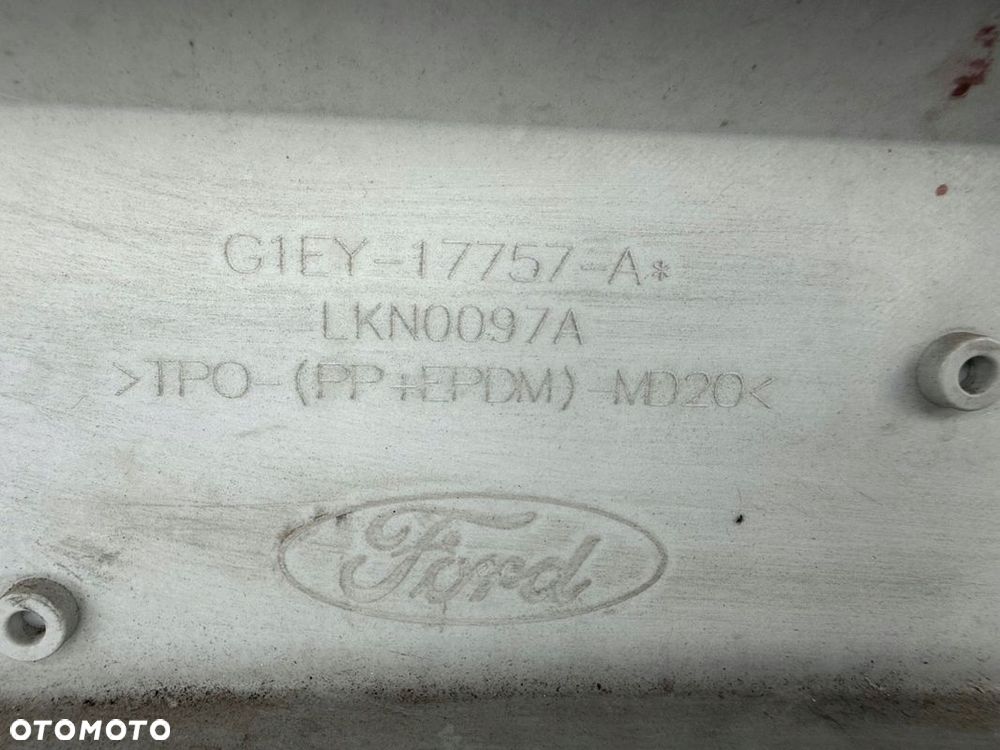 G1EY-17757-A*
LKN0097A
>TPO-(PP+EPDM)-MD20<
Ford
OTOMOTO